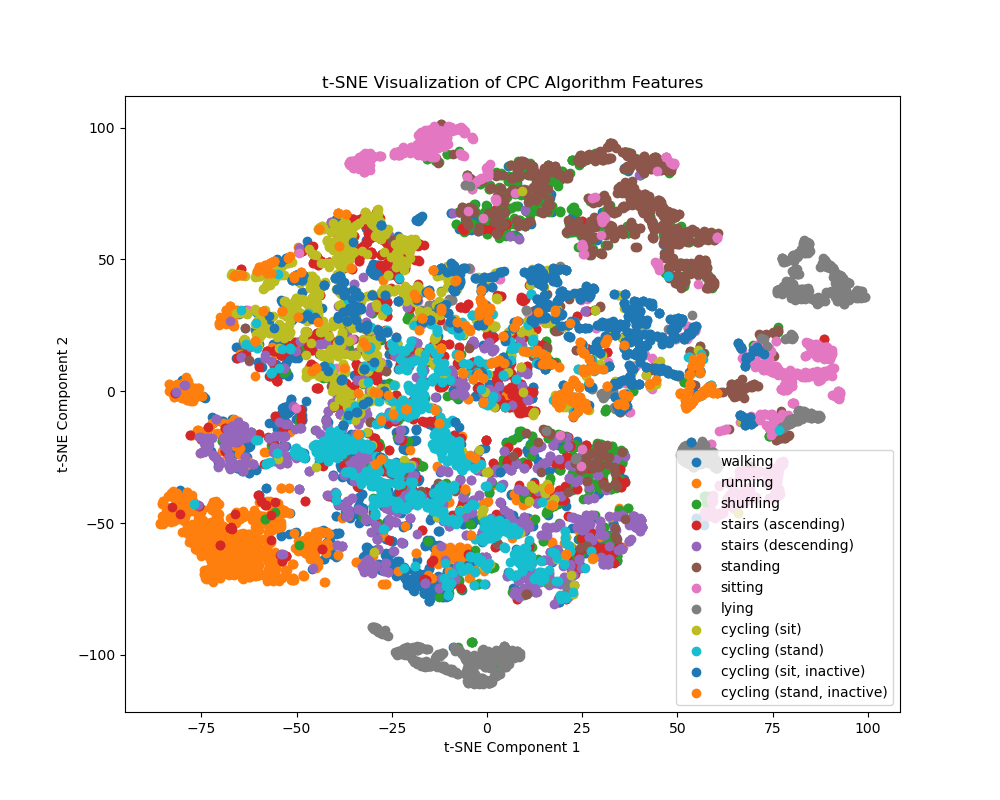 t-SNE Visualization of CPC Algorithm Features
100
50
0
−50
−100
t-SNE Component 2
−75
−50
−25
0
25
50
75
100
t-SNE Component 1
walking
running
shuffling
stairs (ascending)
stairs (descending)
standing
sitting
lying
cycling (sit)
cycling (stand)
cycling (sit, inactive)
cycling (stand, inactive)